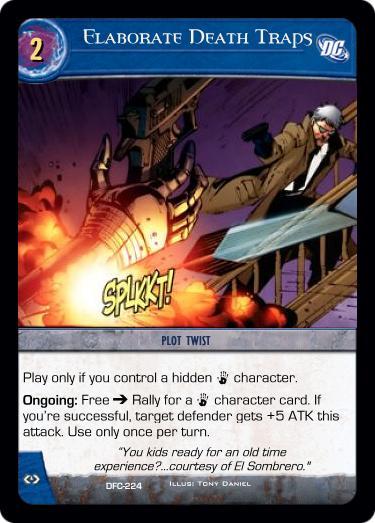 2
Elaborate Death Traps
DC
SPLKKT!
PLOT TWIST
Play only if you control a hidden character.
Ongoing: Free ➔ Rally for a character card. If
you're successful, target defender gets +5 ATK this
attack. Use only once per turn.
"You kids ready for an old time
experience?...courtesy of El Sombrero."
DFC-224 Illus: Tony Daniel